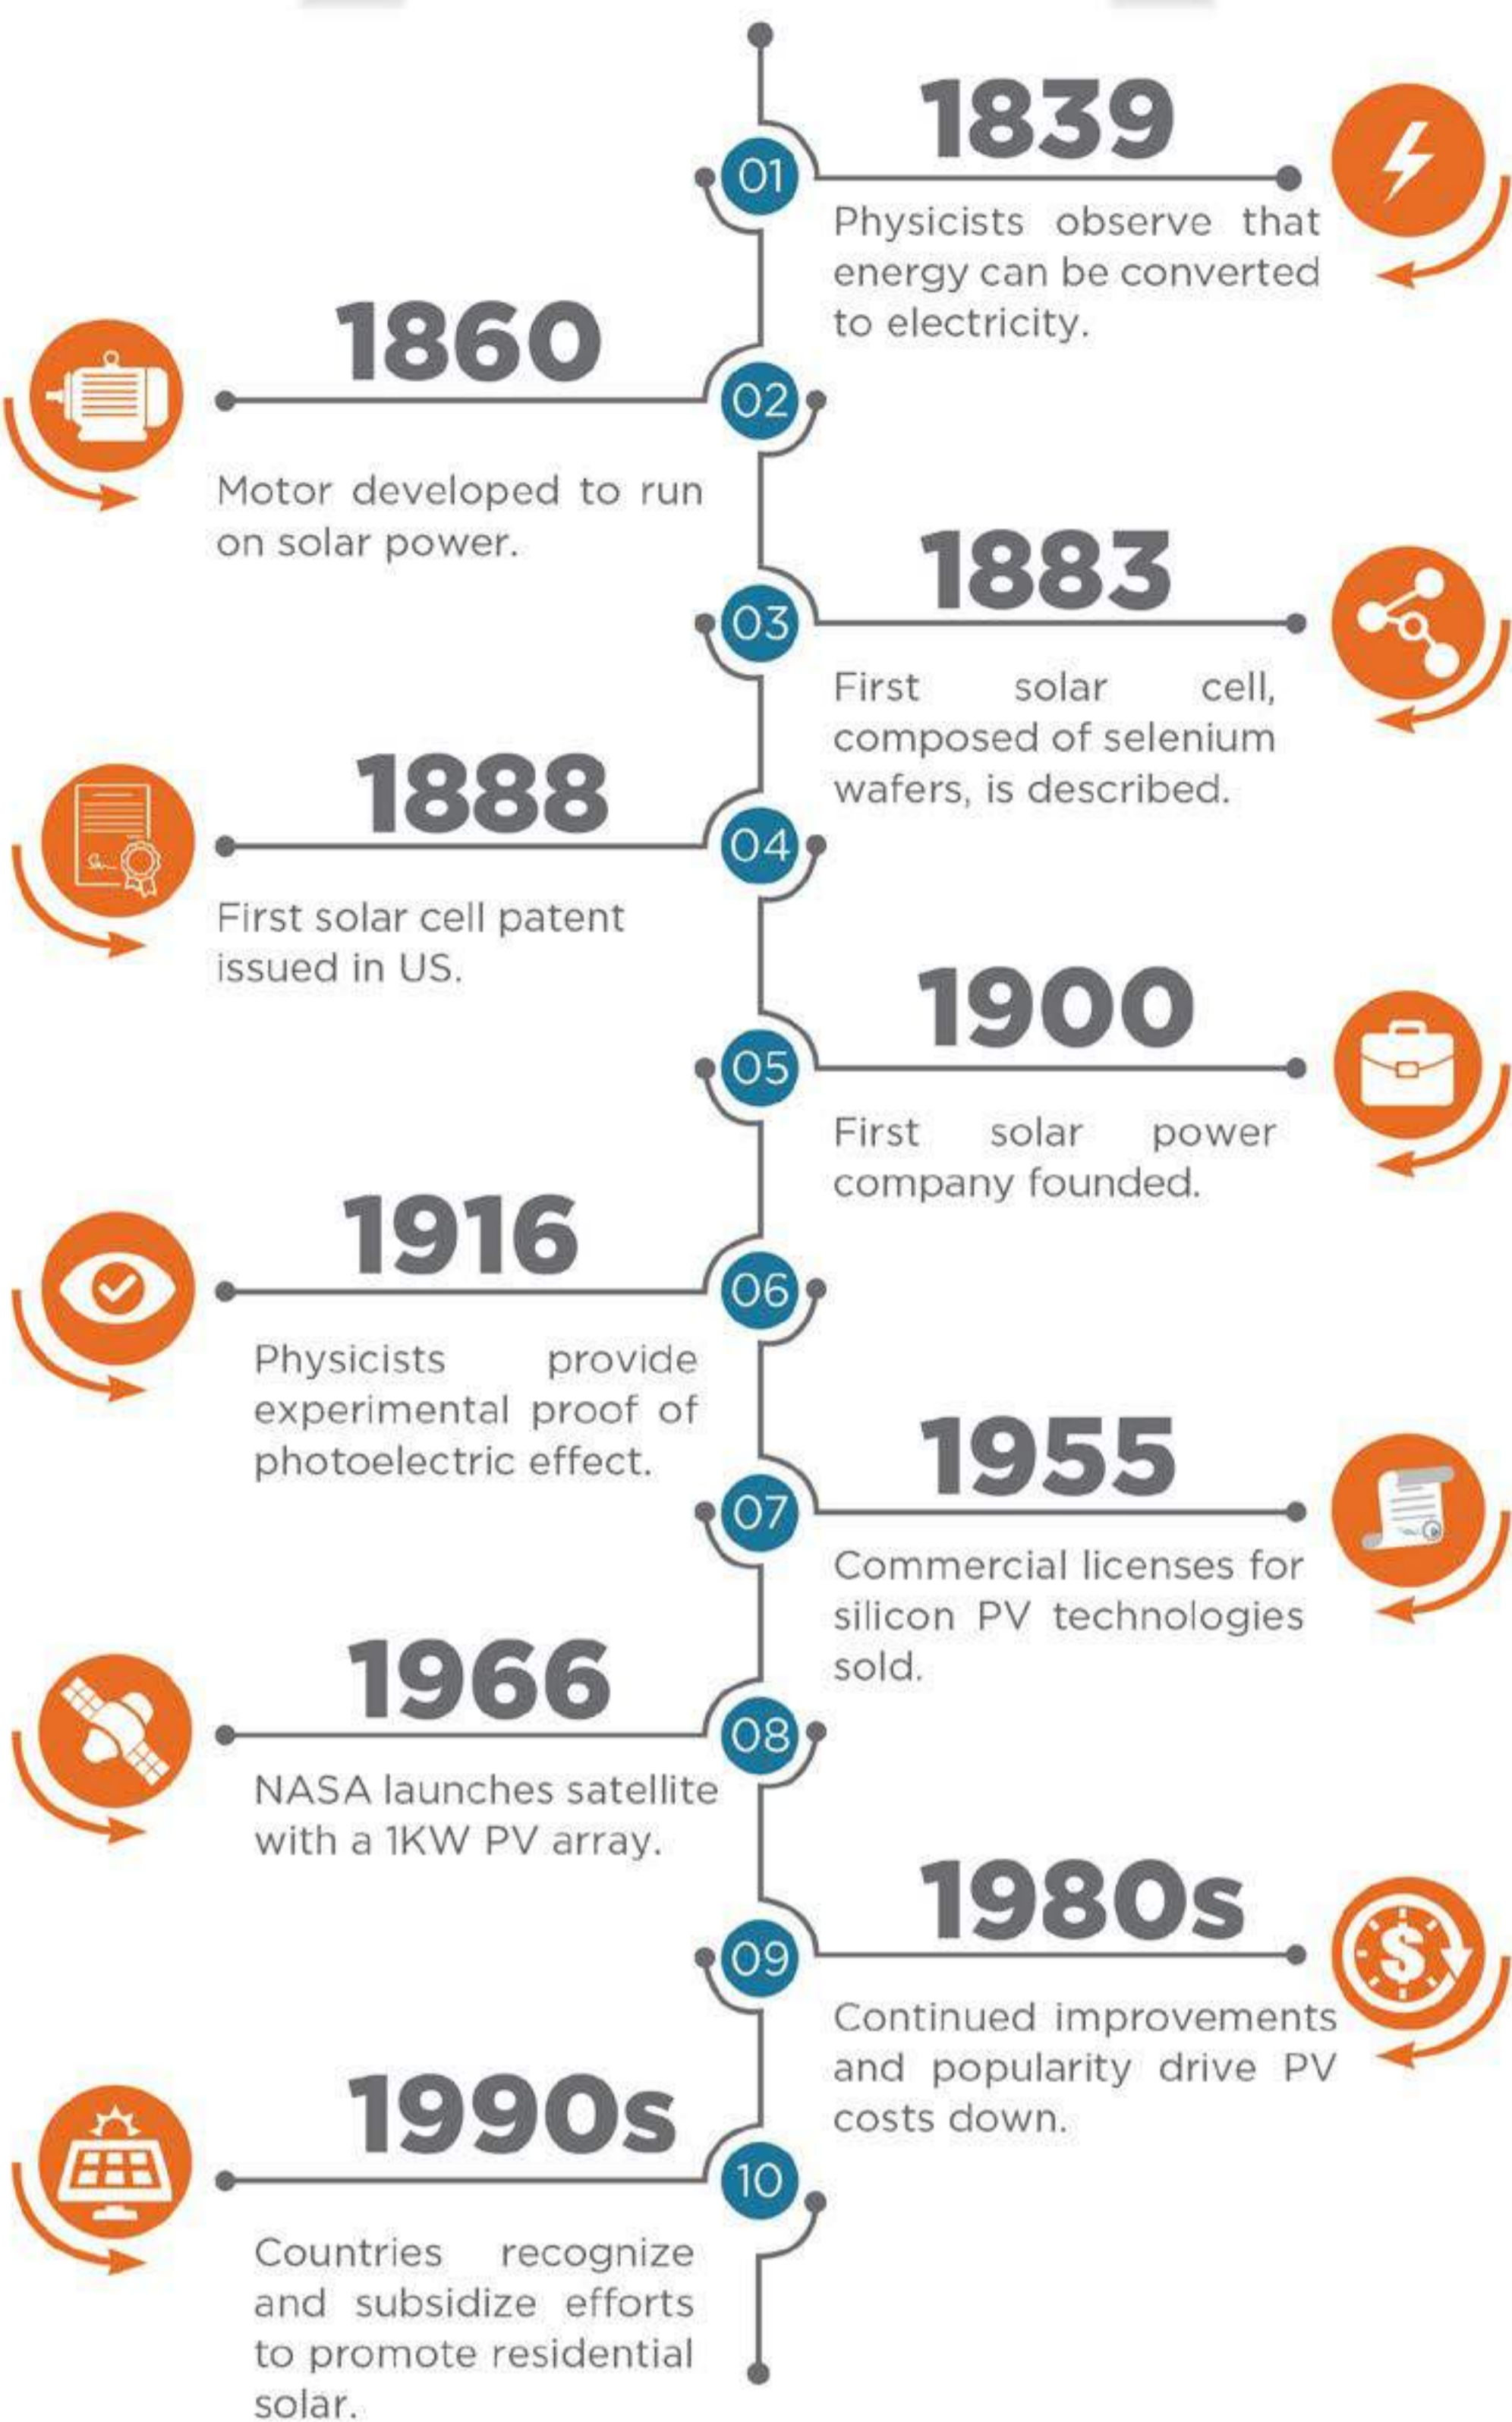 1839
01
Physicists observe that
energy can be converted
to electricity.
1860
02
Motor developed to run
on solar power.
1883
03
First solar cell,
composed of selenium
wafers, is described.
1888
04
First solar cell patent
issued in US.
1900
05
First solar power
company founded.
1916
06
Physicists provide
experimental proof of
photoelectric effect.
1955
07
Commercial licenses for
silicon PV technologies
sold.
1966
08
NASA launches satellite
with a 1KW PV array.
1980s
09
Continued improvements
and popularity drive PV
costs down.
$
1990s
10
Countries recognize
and subsidize efforts
to promote residential
solar.